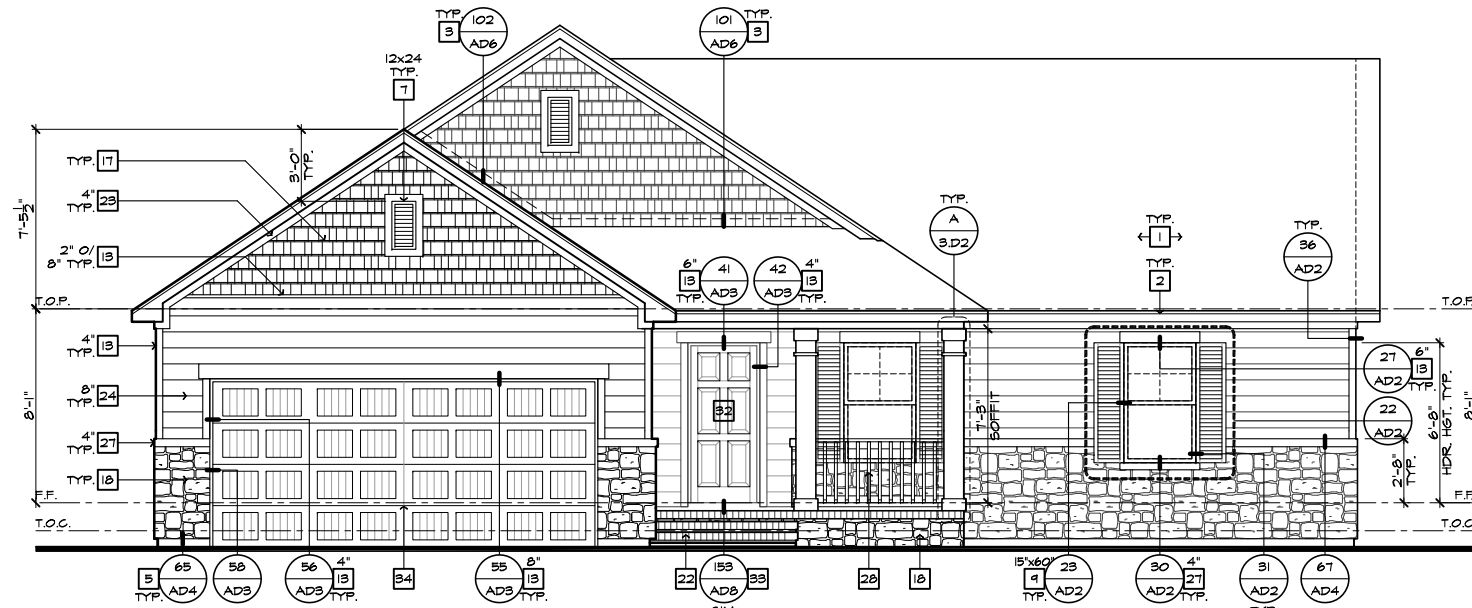 TYP.
3
102
AD6
101
AD6
TYP.
3
12x24
TYP.
7
3'-0"
TYP.
TYP. 17
4"
TYP. 23
7'-5½"
2" O/
8" TYP. 13
TYP.
A
3.D2
TYP.
1
TYP.
2
TYP.
36
AD2
6"
13
TYP.
41
AD3
42
AD3
4"
13
TYP.
T.O.P.
T.O.P.
4"
TYP. 13
8'-1"
8"
TYP. 24
4"
TYP. 27
TYP. 18
32
7'-3"
SOFFIT
27
AD2
6"
13
TYP.
22
AD2
6'-8"
HDR. HGT. TYP.
8'-1"
2'-8"
TYP.
F.F.
F.F.
T.O.C.
T.O.C.
5
TYP.
65
AD4
58
AD3
56
AD3
4"
13
TYP.
34
55
AD3
8"
13
TYP.
22
153
AD8
33
SIM.
28
18
15"x60"
9
TYP.
23
AD2
30
AD2
4"
27
TYP.
31
AD2
TYP.
67
AD4